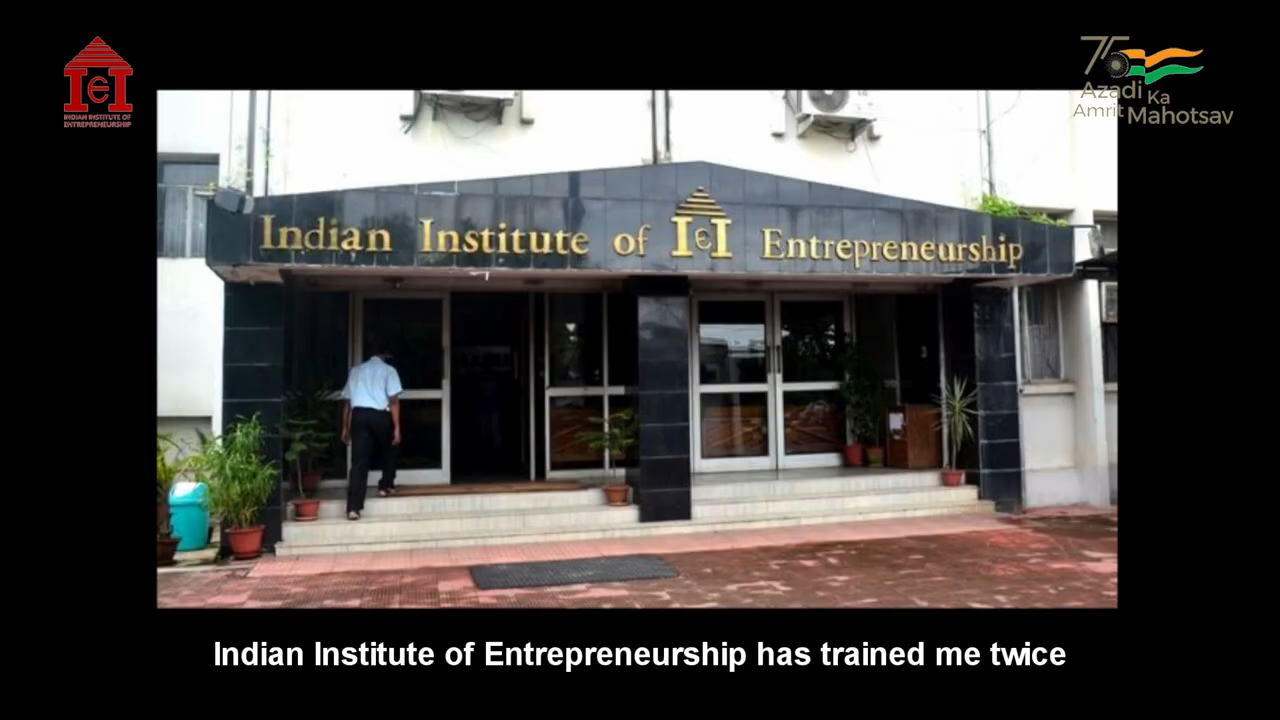 IeI
INDIAN INSTITUTE OF
ENTREPRENEURSHIP
75
Azadi Ka
Amrit Mahotsav
Indian Institute of IeI Entrepreneurship
Indian Institute of Entrepreneurship has trained me twice